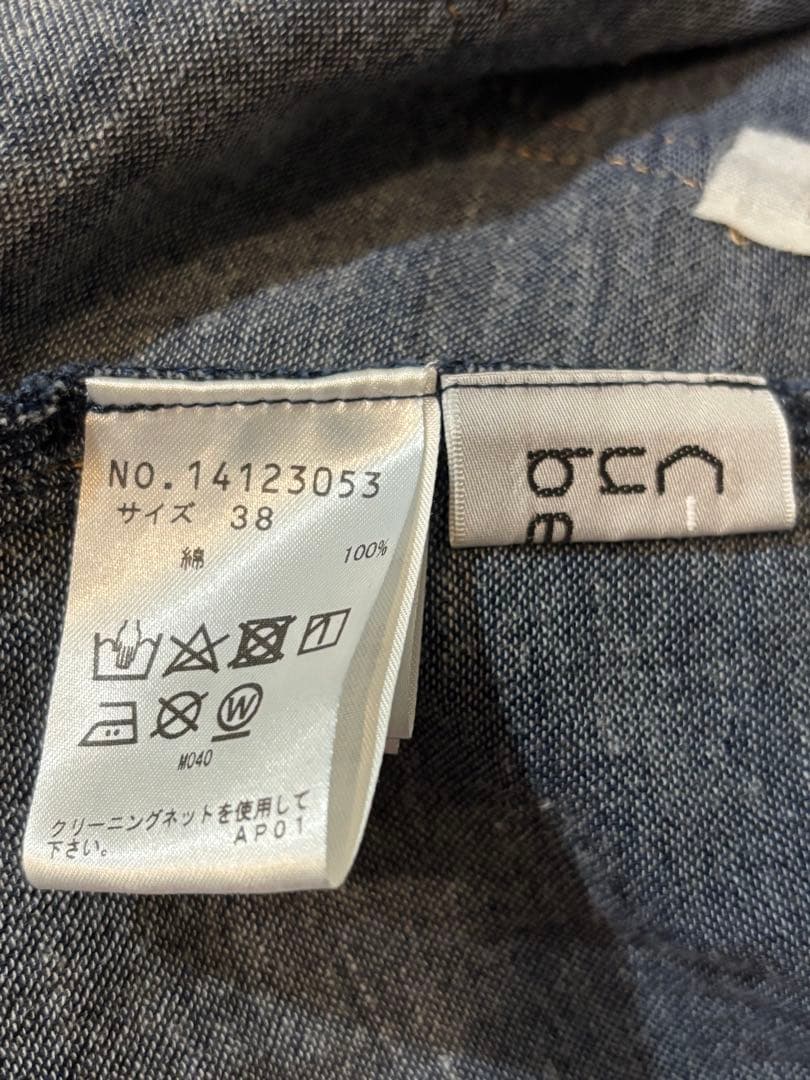 NO.14123053
サイズ 38
綿 100%
M040
クリーニングネットを使用して
下さい。
AP01